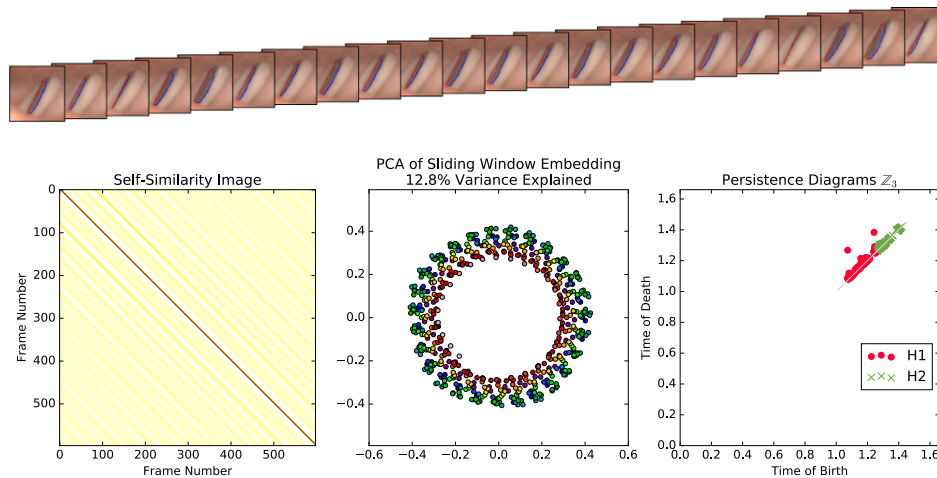 Self-Similarity Image
Frame Number
0
100
200
300
400
500
0 100 200 300 400 500
Frame Number
PCA of Sliding Window Embedding
12.8% Variance Explained
0.4
0.2
0.0
−0.2
−0.4
−0.6 −0.4 −0.2 0.0 0.2 0.4 0.6
Persistence Diagrams ℤ₃
Time of Death
1.6
1.4
1.2
1.0
0.8
0.6
0.4
0.2
0.0
H1
H2
0.0 0.2 0.4 0.6 0.8 1.0 1.2 1.4 1.6
Time of Birth